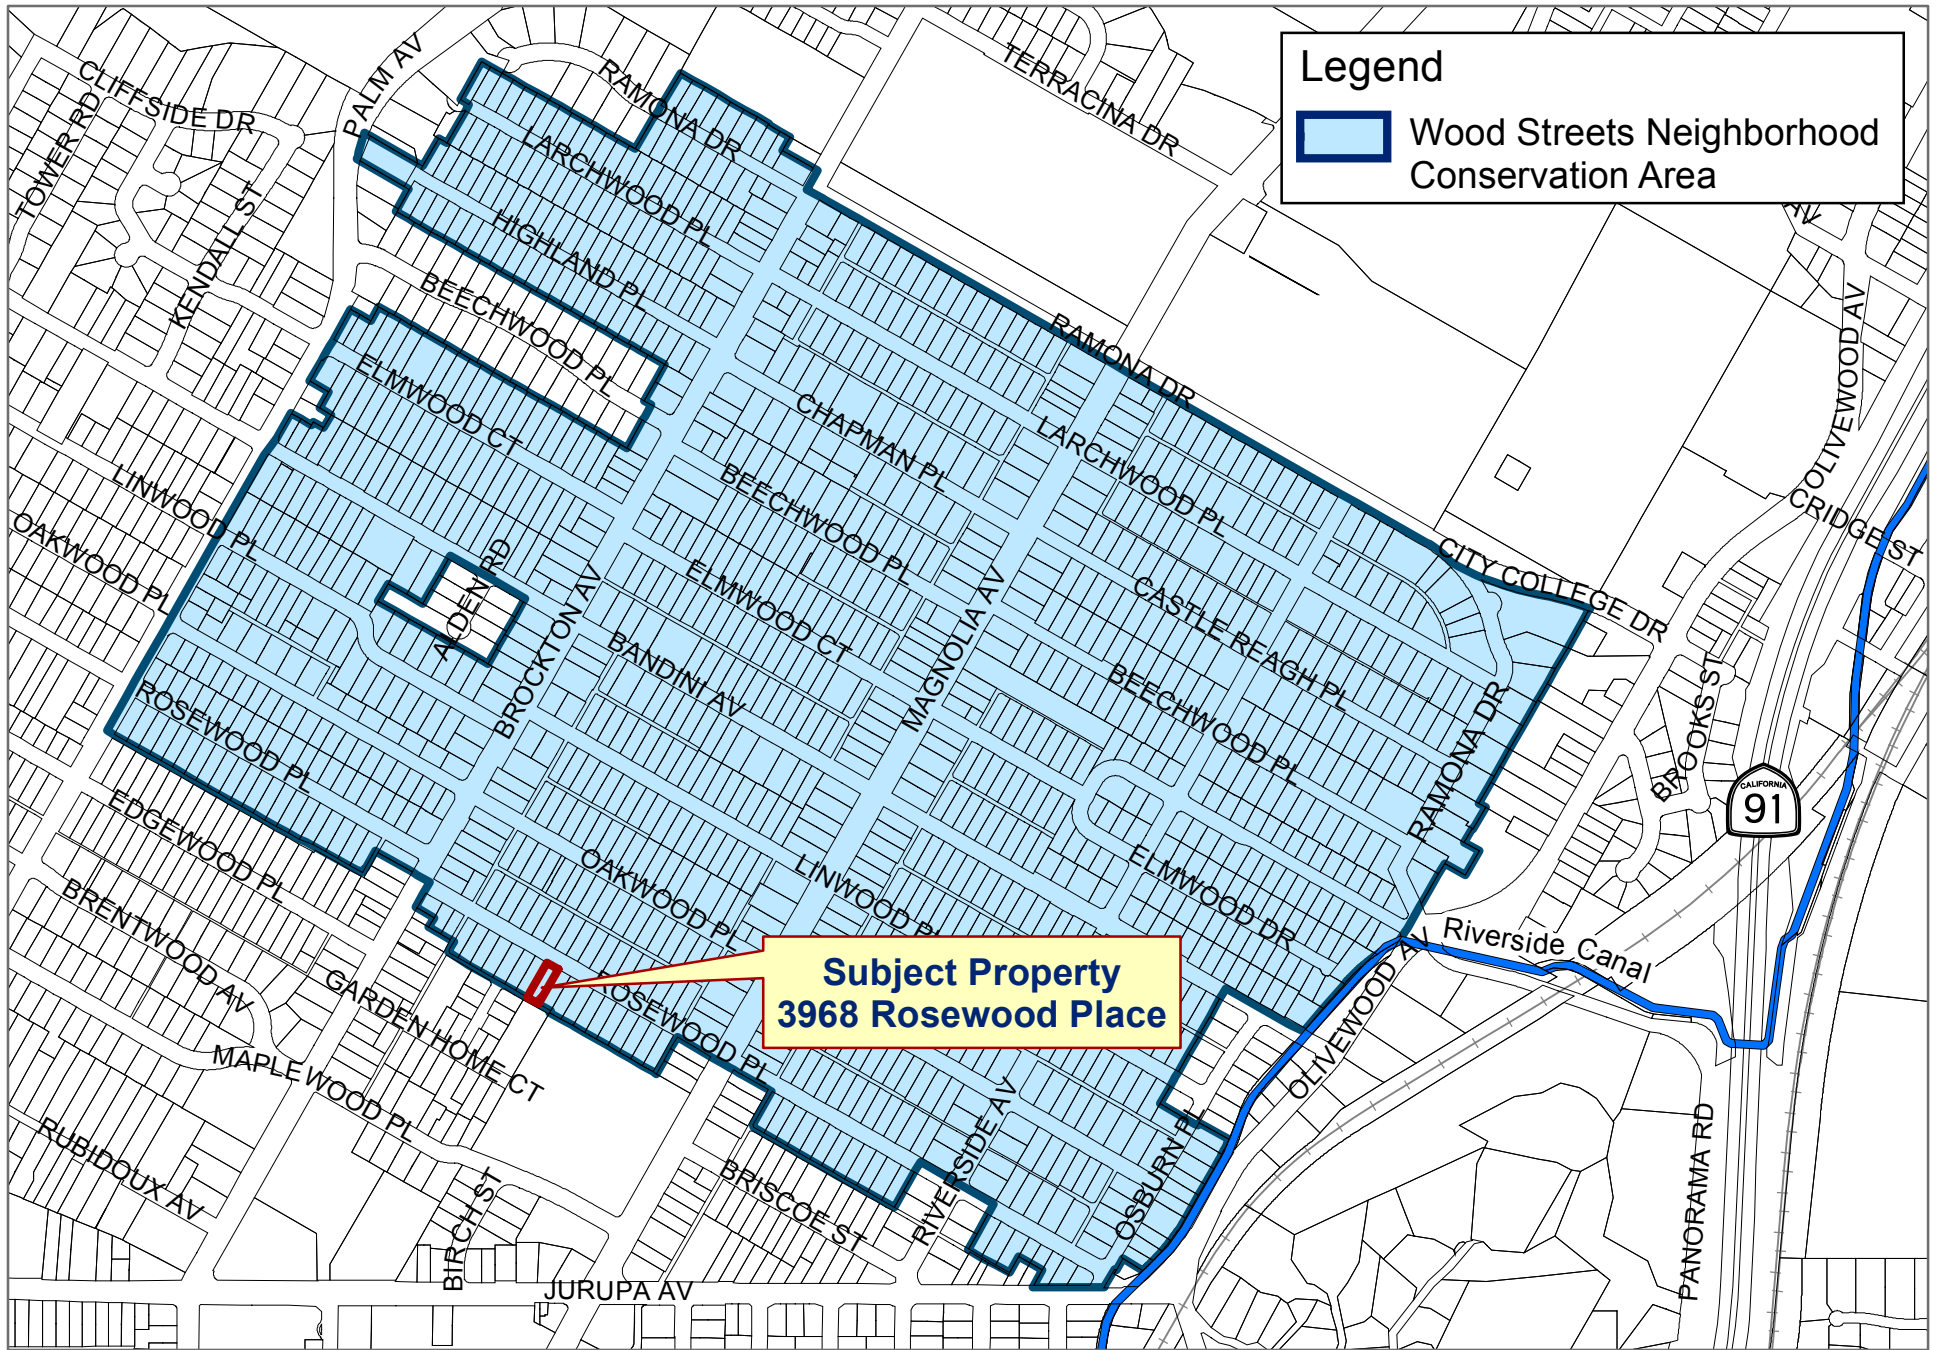 Legend
Wood Streets Neighborhood
Conservation Area
PALM AV
CLIFFSIDE DR
TOWER RD
KENDALL ST
RAMONA DR
TERRACINA DR
AV
LARCHWOOD PL
HIGHLAND PL
BEECHWOOD PL
ELMWOOD CT
RAMONA DR
OLIVEWOOD AV
CHAPMAN PL
LARCHWOOD PL
BEECHWOOD PL
LINWOOD PL
OAKWOOD PL
CRIDGE ST
CITY COLLEGE DR
ALDEN RD
BROCKTON AV
ELMWOOD CT
MAGNOLIA AV
CASTLE REAGH PL
BANDINI AV
BEECHWOOD PL
RAMONA DR
BROOKS ST
ROSEWOOD PL
CALIFORNIA
91
EDGEWOOD PL
OAKWOOD PL
LINWOOD PL
ELMWOOD DR
BRENTWOOD AV
GARDEN HOME CT
Riverside Canal
Subject Property
3968 Rosewood Place
ROSEWOOD PL
OLIVEWOOD AV
MAPLEWOOD PL
RUBIDOUX AV
BIRCH ST
BRISCOE ST
RIVERSIDE AV
OSBURN PL
PANORAMA RD
JURUPA AV